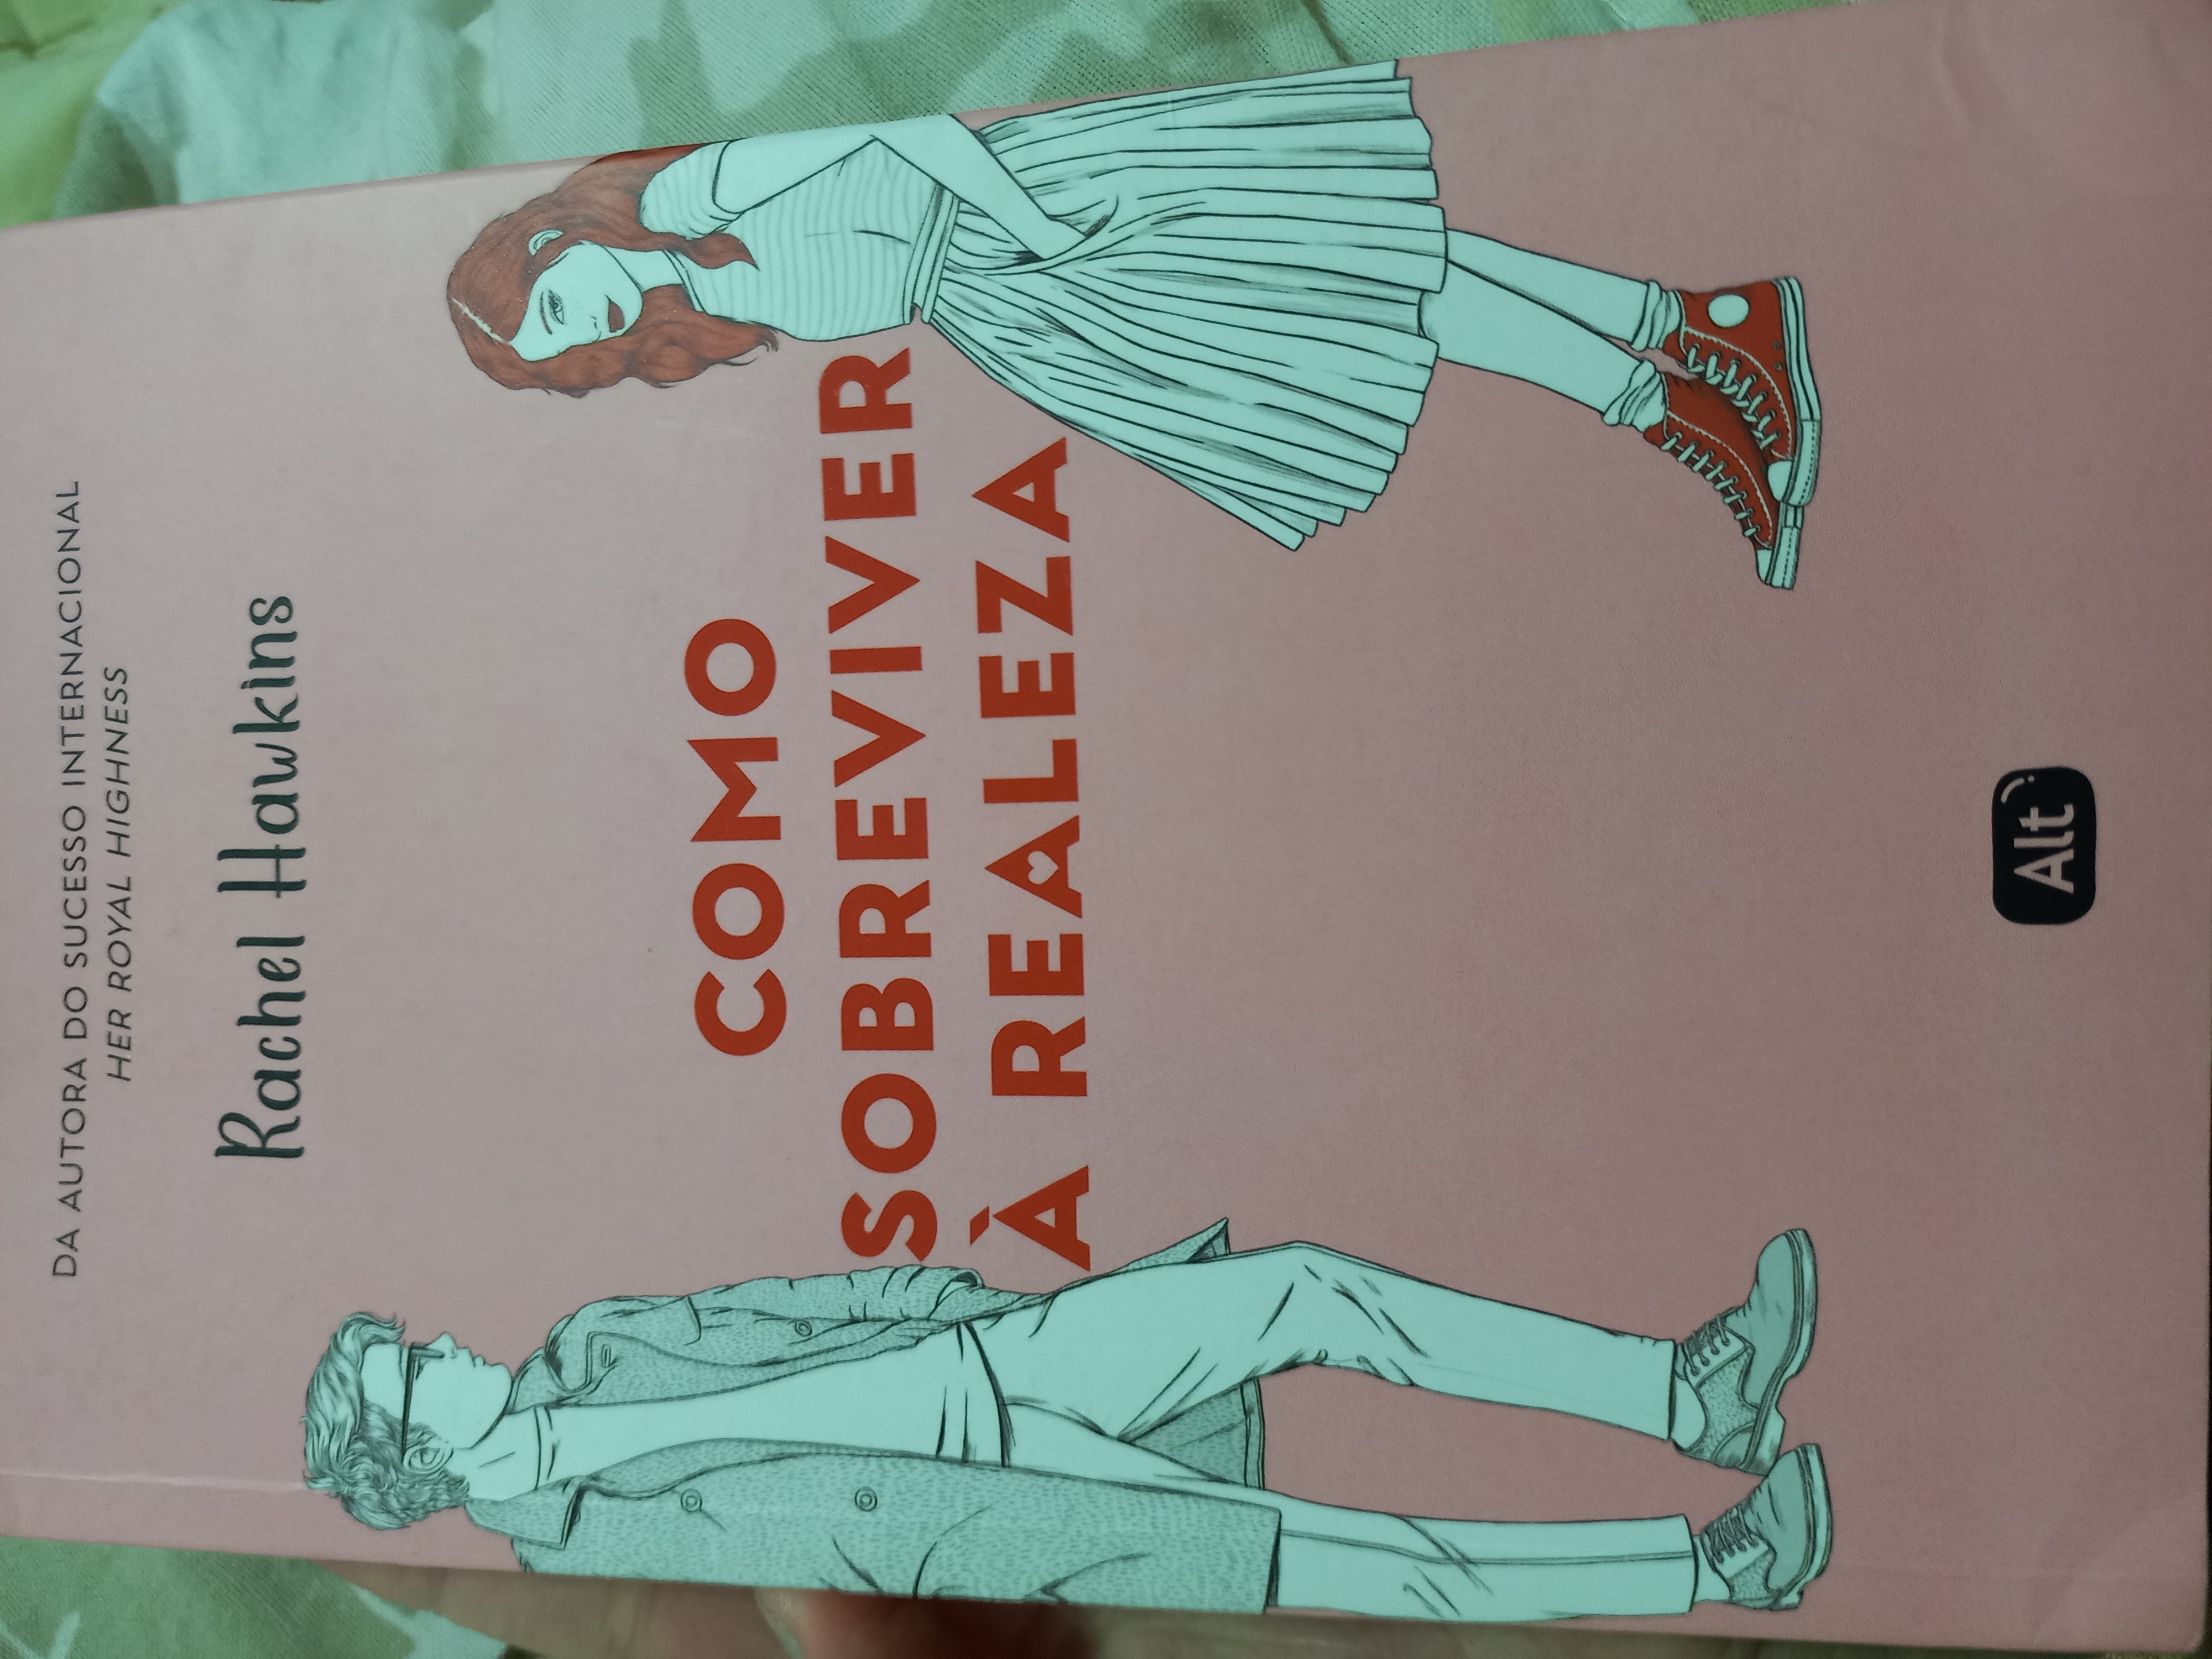 DA AUTORA DO SUCESSO INTERNACIONAL
HER ROYAL HIGHNESS
Rachel Hawkins
COMO
SOBREVIVER
À REALEZA
Alt